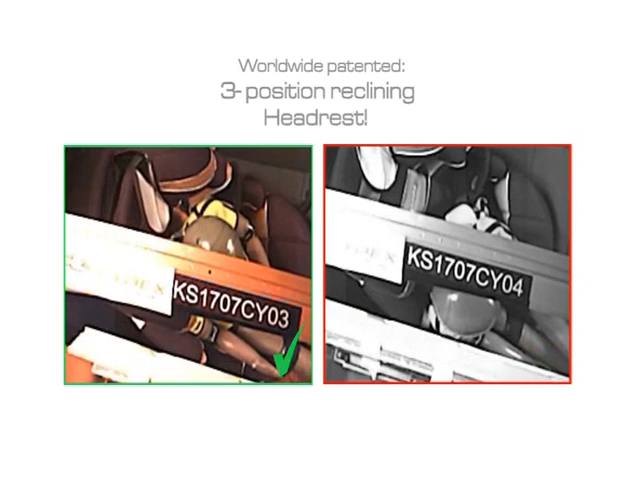 Worldwide patented:
3-position reclining
Headrest!
KS1707CY03
KS1707CY04